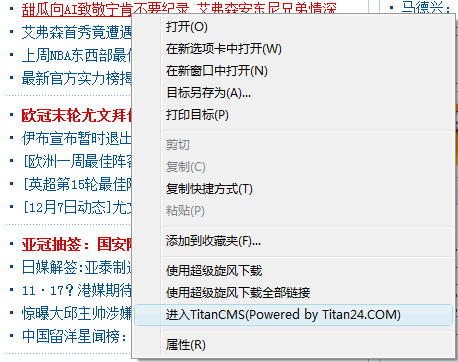 甜瓜向AI致敬宁肯不要纪录 艾弗森安东尼兄弟情深
马德兴:
艾弗森首秀竟遭遇
上周NBA东西部最
最新官方实力榜揭
欧冠末轮尤文拜
伊布宣布暂时退出
[欧洲一周最佳阵容
[英超第15轮最佳阵
[12月7日动态]尤文
亚冠抽签：国安
日媒解签:亚泰制
11·17？港媒期待
惊曝大邱主帅涉嫌
中国留洋星闻榜:
打开(O)
在新选项卡中打开(W)
在新窗口中打开(N)
目标另存为(A)...
打印目标(P)
剪切
复制(C)
复制快捷方式(T)
粘贴(P)
添加到收藏夹(F)...
使用超级旋风下载
使用超级旋风下载全部链接
进入TitanCMS(Powered by Titan24.COM)
属性(R)